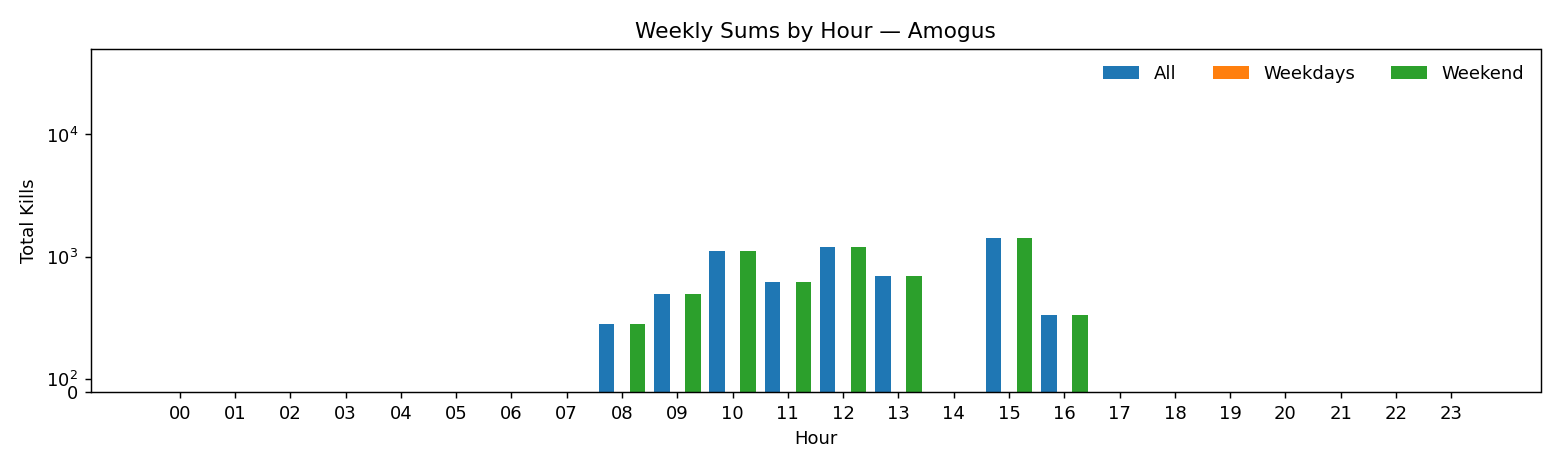 Weekly Sums by Hour — Amogus
All Weekdays Weekend
Total Kills
10⁴
10³
10²
0
00 01 02 03 04 05 06 07 08 09 10 11 12 13 14 15 16 17 18 19 20 21 22 23
Hour